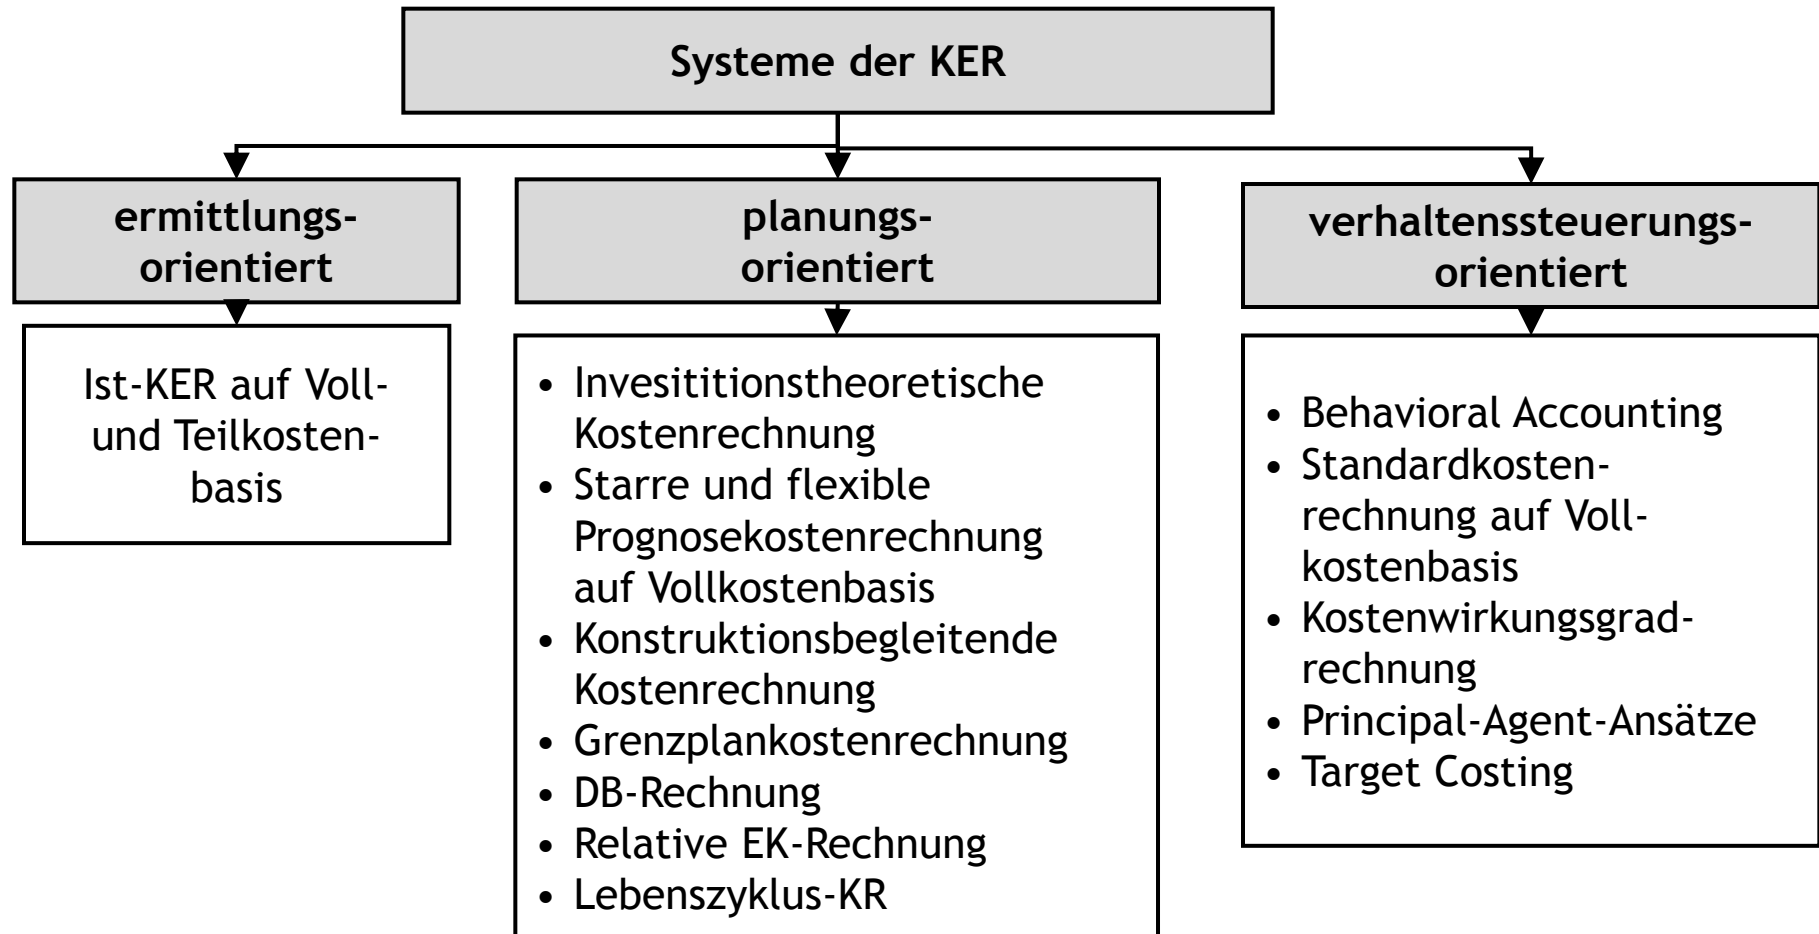 Systeme der KER
ermittlungs-
orientiert
Ist-KER auf Voll-
und Teilkosten-
basis
planungs-
orientiert
• Invesititionstheoretische
Kostenrechnung
• Starre und flexible
Prognosekostenrechnung
auf Vollkostenbasis
• Konstruktionsbegleitende
Kostenrechnung
• Grenzplankostenrechnung
• DB-Rechnung
• Relative EK-Rechnung
• Lebenszyklus-KR
verhaltenssteuerungs-
orientiert
• Behavioral Accounting
• Standardkosten-
rechnung auf Voll-
kostenbasis
• Kostenwirkungsgrad-
rechnung
• Principal-Agent-Ansätze
• Target Costing